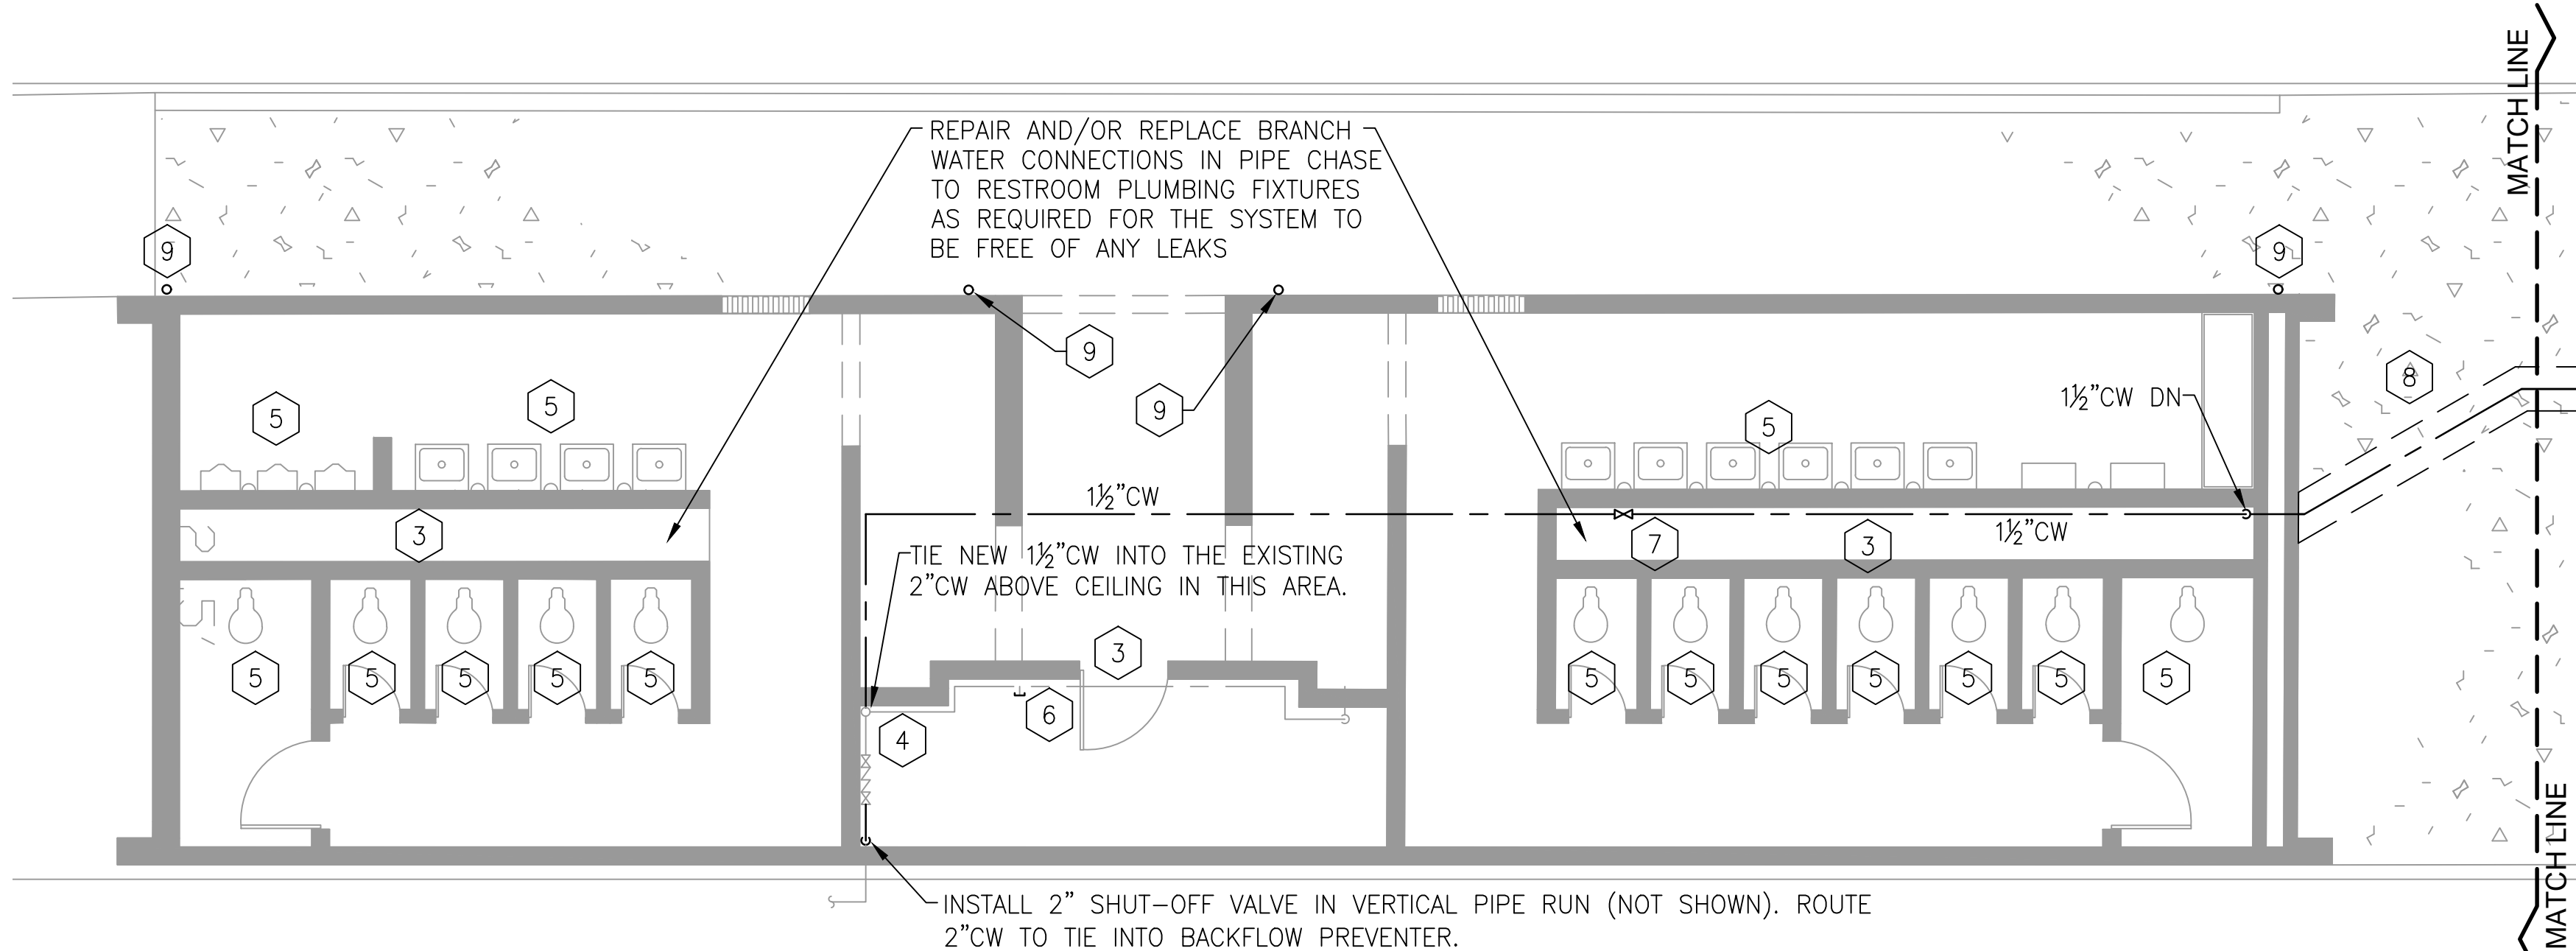 MATCH LINE
REPAIR AND/OR REPLACE BRANCH
WATER CONNECTIONS IN PIPE CHASE
TO RESTROOM PLUMBING FIXTURES
AS REQUIRED FOR THE SYSTEM TO
BE FREE OF ANY LEAKS
9
9
9
9
8
5
5
5
1½"CW DN
1½"CW
3
7
3
1½"CW
TIE NEW 1½"CW INTO THE EXISTING
2"CW ABOVE CEILING IN THIS AREA.
3
5
5
5
5
5
5
5
5
5
5
5
5
6
4
MATCH LINE
INSTALL 2" SHUT-OFF VALVE IN VERTICAL PIPE RUN (NOT SHOWN). ROUTE
2"CW TO TIE INTO BACKFLOW PREVENTER.